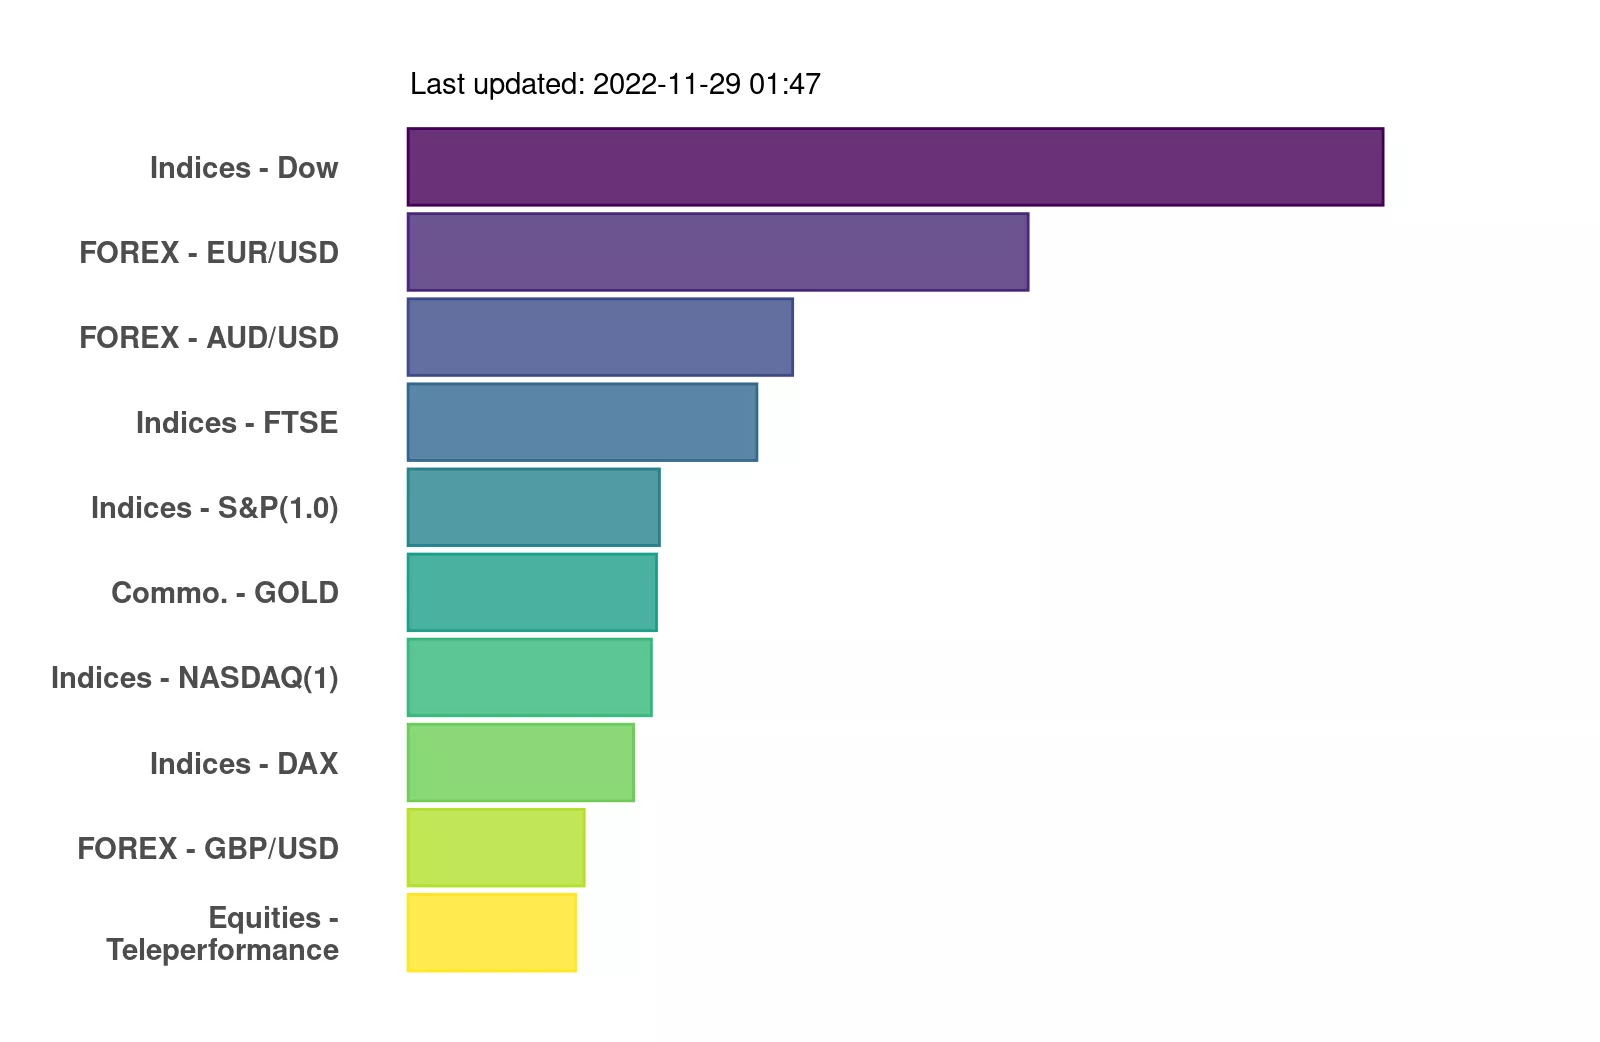 Last updated: 2022-11-29 01:47
Indices - Dow
FOREX - EUR/USD
FOREX - AUD/USD
Indices - FTSE
Indices - S&P(1.0)
Commo. - GOLD
Indices - NASDAQ(1)
Indices - DAX
FOREX - GBP/USD
Equities -
Teleperformance